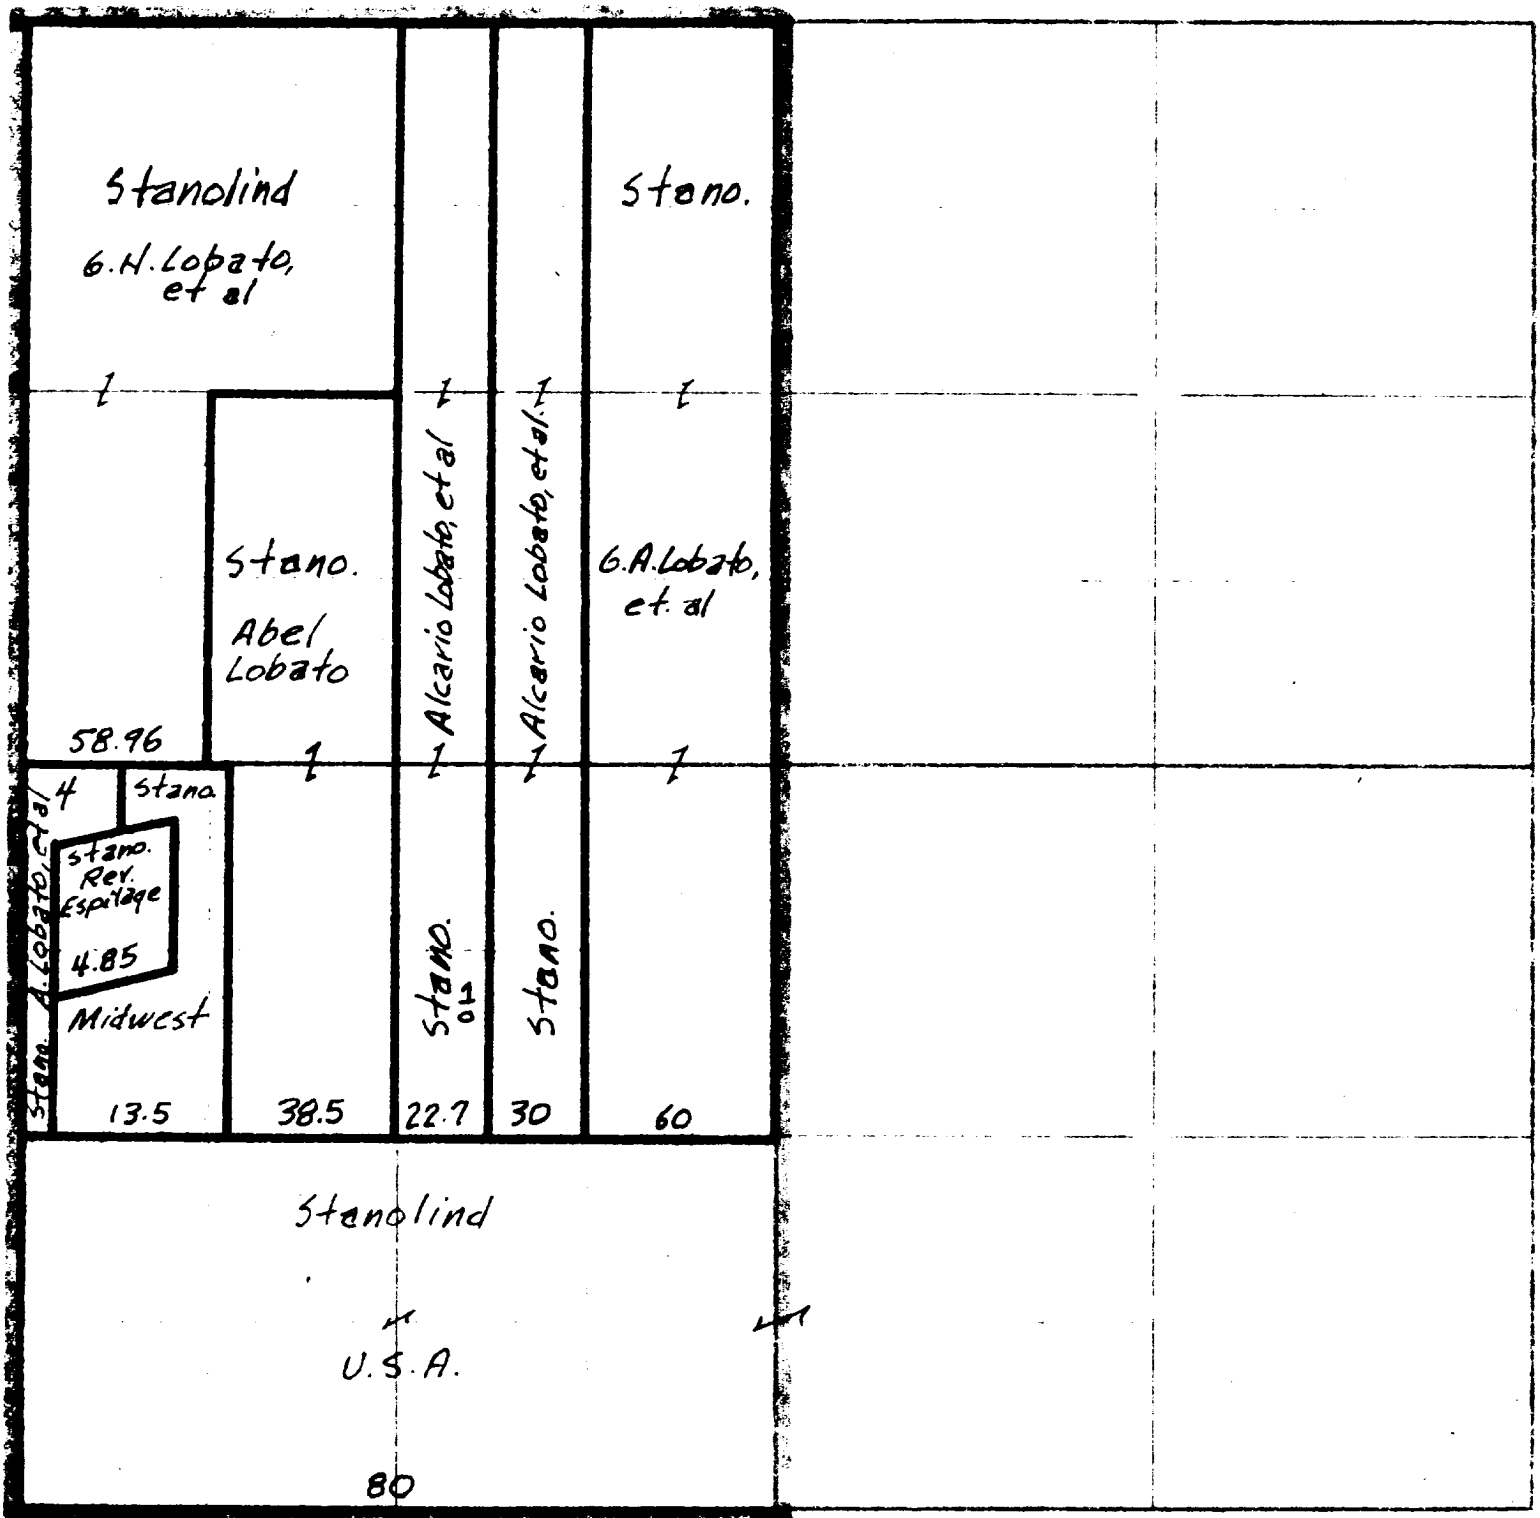 Stanolind
G.H. Lobato,
et al
Stano.
Stano.
Abel
Lobato
Alcario Lobato, et al
Alcario Lobato, et al.
G.A. Lobato,
et. al
58.96
4
Stano.
Stano. A. Lobato, et al
Stano.
Rev.
Espitage
4.85
Midwest
13.5
38.5
Stano.
22.7
Stano.
30
60
Stanolind
U.S.A.
80